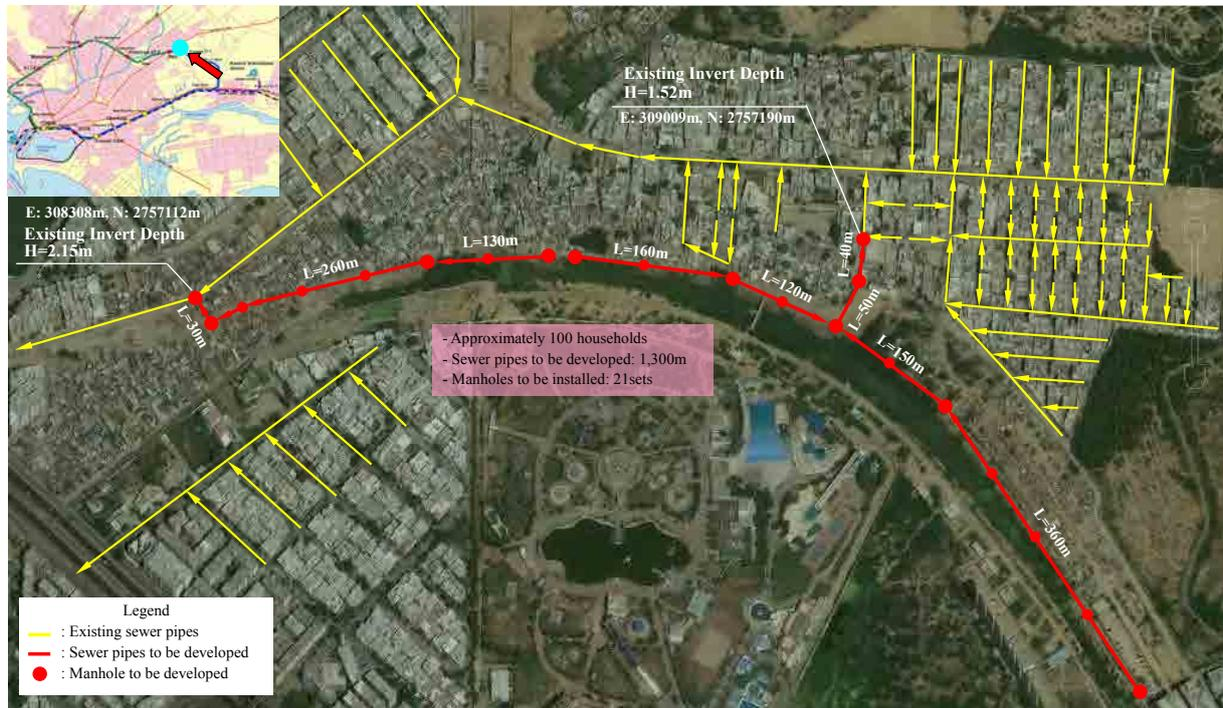 Existing Invert Depth
H=1.52m
E: 309009m, N: 2757190m
E: 308308m, N: 2757112m
Existing Invert Depth
H=2.15m
L=30m
L=260m
L=130m
L=160m
L=120m
L=40m
L=50m
L=150m
L=360m
- Approximately 100 households
- Sewer pipes to be developed: 1,300m
- Manholes to be installed: 21sets
Legend
: Existing sewer pipes
: Sewer pipes to be developed
: Manhole to be developed